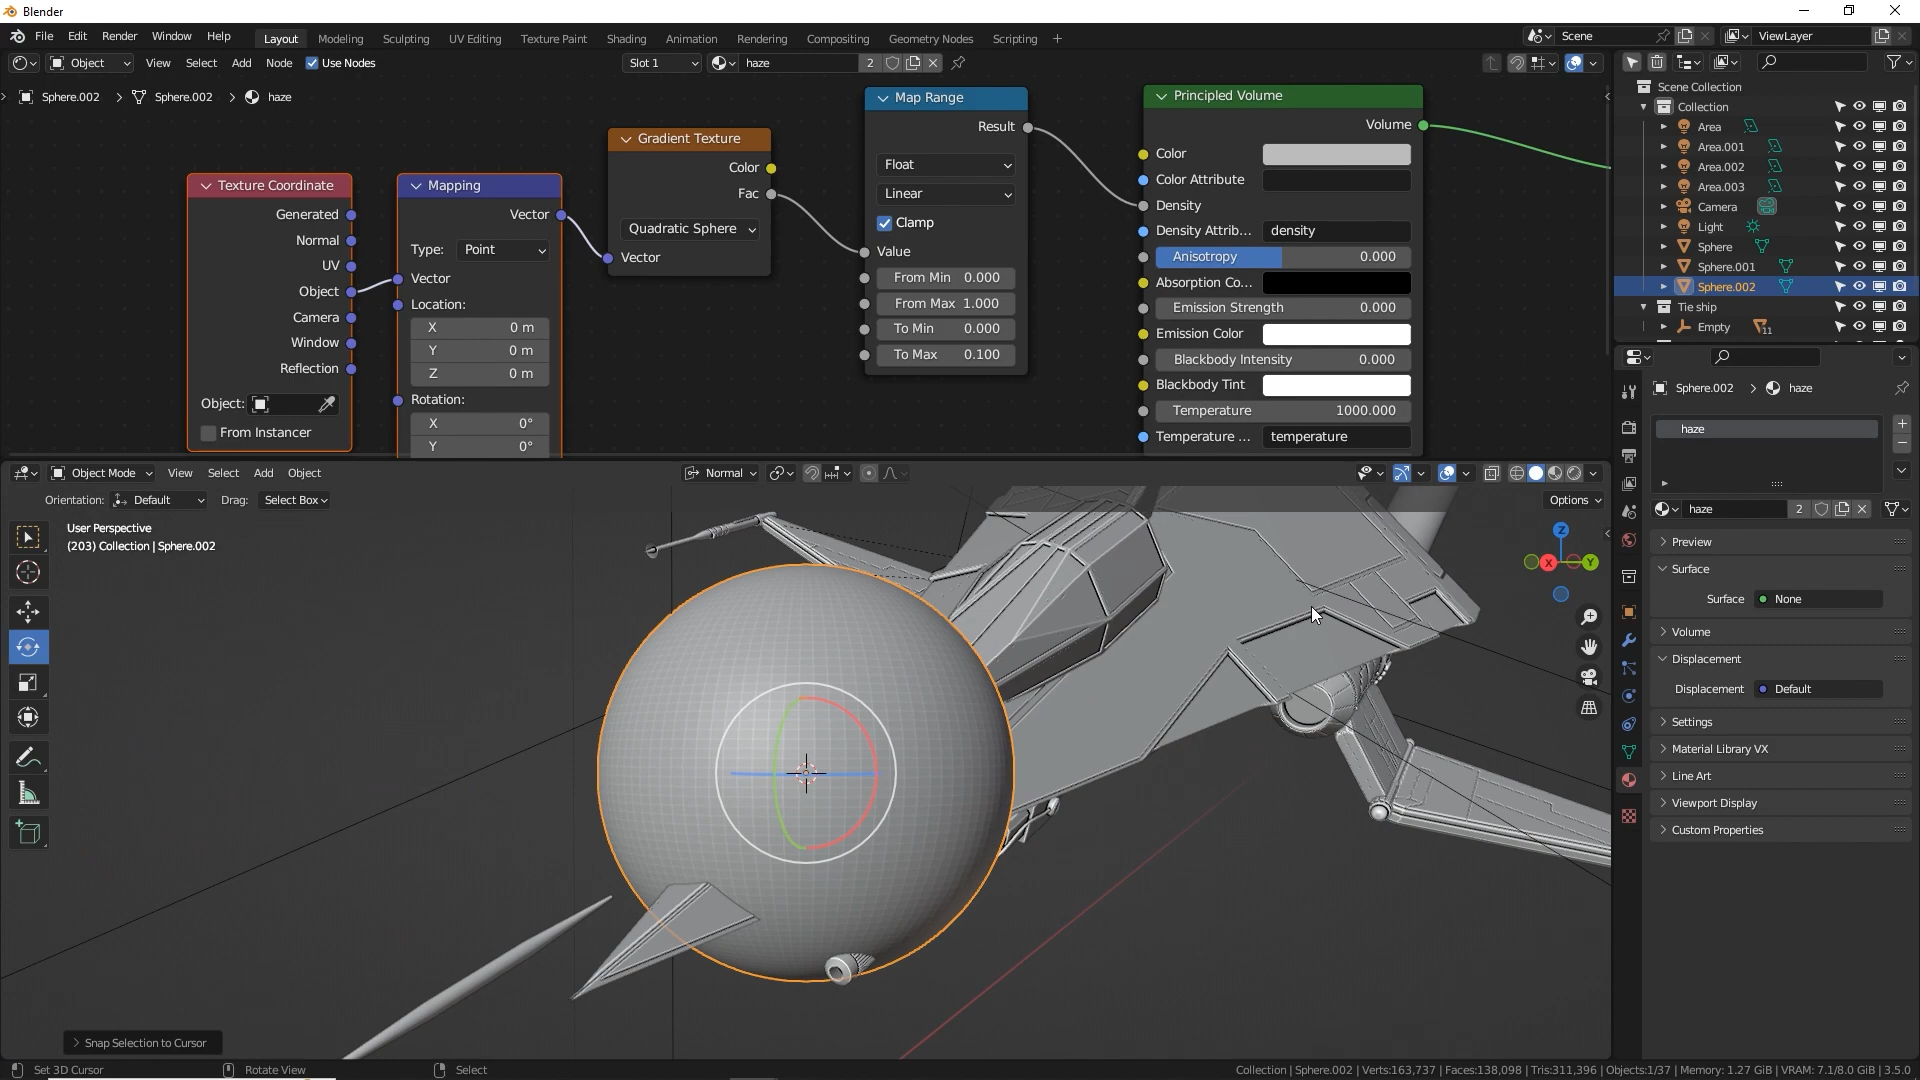 Blender
File Edit Render Window Help Layout Modeling Sculpting UV Editing Texture Paint Shading Animation Rendering Compositing Geometry Nodes Scripting + Scene ViewLayer
Object View Select Add Node Use Nodes Slot 1 haze 2
Sphere.002 > Sphere.002 > haze
Texture Coordinate
Generated
Normal
UV
Object
Camera
Window
Reflection
Object:
From Instancer
Mapping
Vector
Type: Point
Vector
Location:
X 0 m
Y 0 m
Z 0 m
Rotation:
X 0°
Y 0°
Gradient Texture
Color
Fac
Quadratic Sphere
Vector
Map Range
Result
Float
Linear
Clamp
Value
From Min 0.000
From Max 1.000
To Min 0.000
To Max 0.100
Principled Volume
Volume
Color
Color Attribute
Density
Density Attrib... density
Anisotropy 0.000
Absorption Co...
Emission Strength 0.000
Emission Color
Blackbody Intensity 0.000
Blackbody Tint
Temperature 1000.000
Temperature ... temperature
Scene Collection
Collection
Area
Area.001
Area.002
Area.003
Camera
Light
Sphere
Sphere.001
Sphere.002
Tie ship
Empty 11
Sphere.002 > haze
haze
haze 2
Preview
Surface
Surface None
Volume
Displacement
Displacement Default
Settings
Material Library VX
Line Art
Viewport Display
Custom Properties
Object Mode View Select Add Object Normal
Orientation: Default Drag: Select Box Options
User Perspective
(203) Collection | Sphere.002
Z
X
Y
> Snap Selection to Cursor
Set 3D Cursor Rotate View Select Collection | Sphere.002 | Verts:163,737 | Faces:138,098 | Tris:311,396 | Objects:1/37 | Memory: 1.27 GiB | VRAM: 7.1/8.0 GiB | 3.5.0